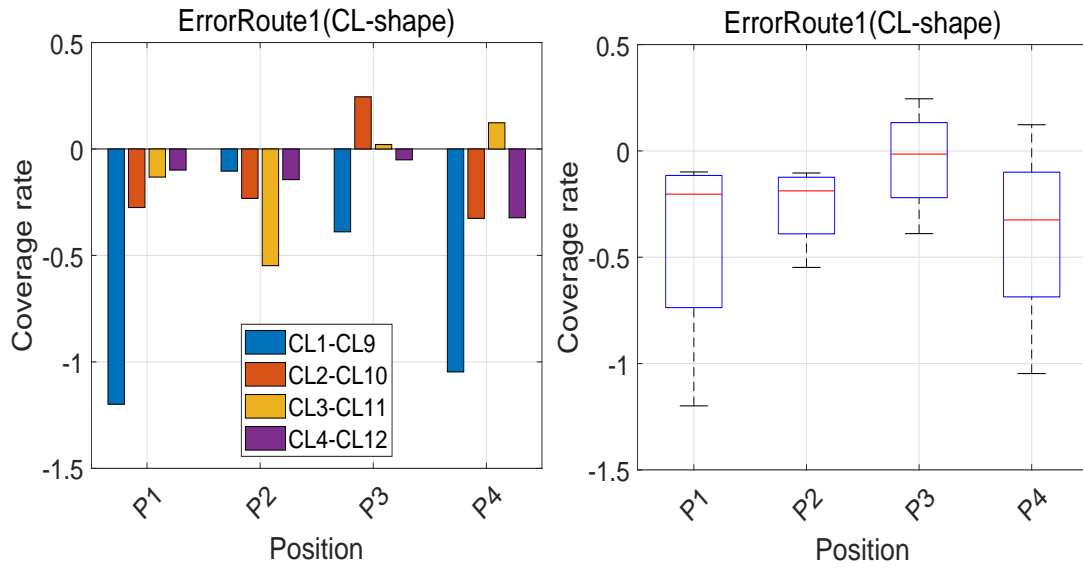 ErrorRoute1(CL-shape)
0.5
0
-0.5
-1
-1.5
Coverage rate
CL1-CL9
CL2-CL10
CL3-CL11
CL4-CL12
P1
P2
P3
P4
Position
ErrorRoute1(CL-shape)
0.5
0
-0.5
-1
-1.5
Coverage rate
P1
P2
P3
P4
Position